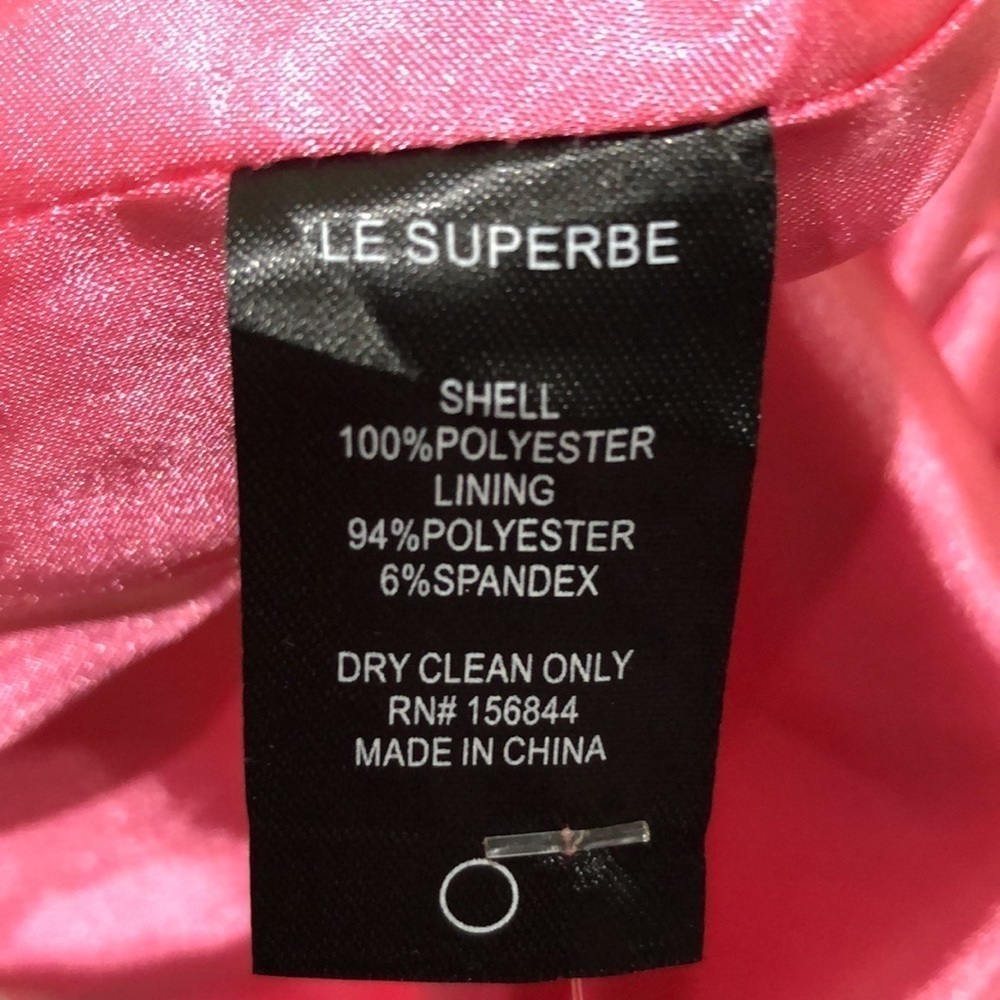 LE SUPERBE
SHELL
100%POLYESTER
LINING
94%POLYESTER
6%SPANDEX
DRY CLEAN ONLY
RN# 156844
MADE IN CHINA